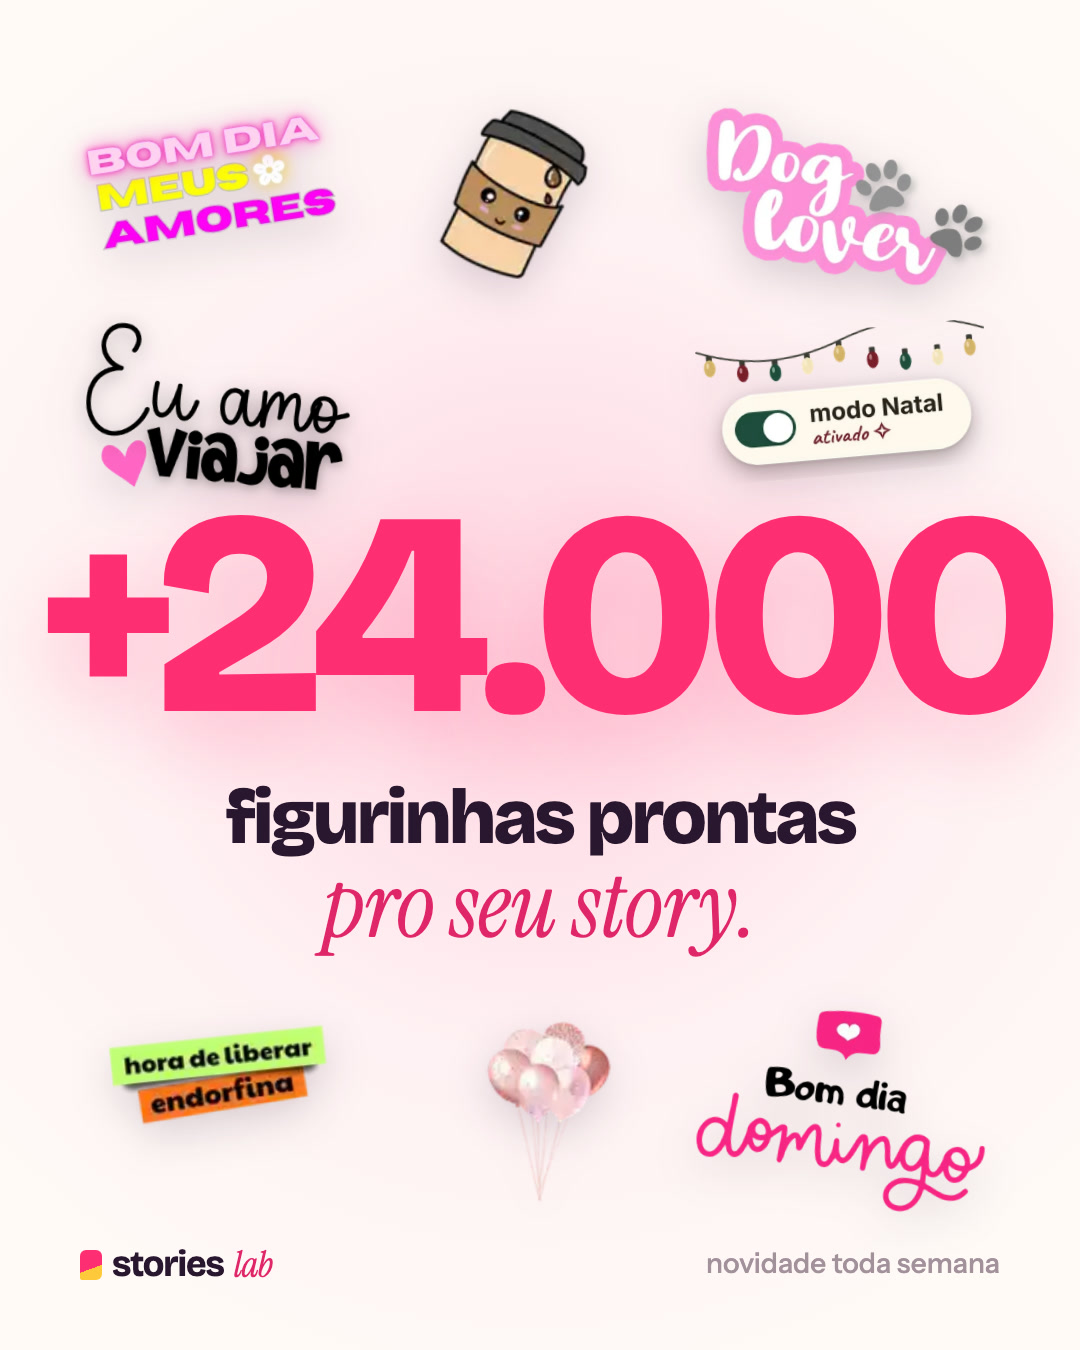 BOM DIA
MEUS
AMORES
Dog
lover
Eu amo
Viajar
modo Natal
ativado
+24.000
figurinhas prontas
pro seu story.
hora de liberar
endorfina
Bom dia
domingo
stories lab
novidade toda semana